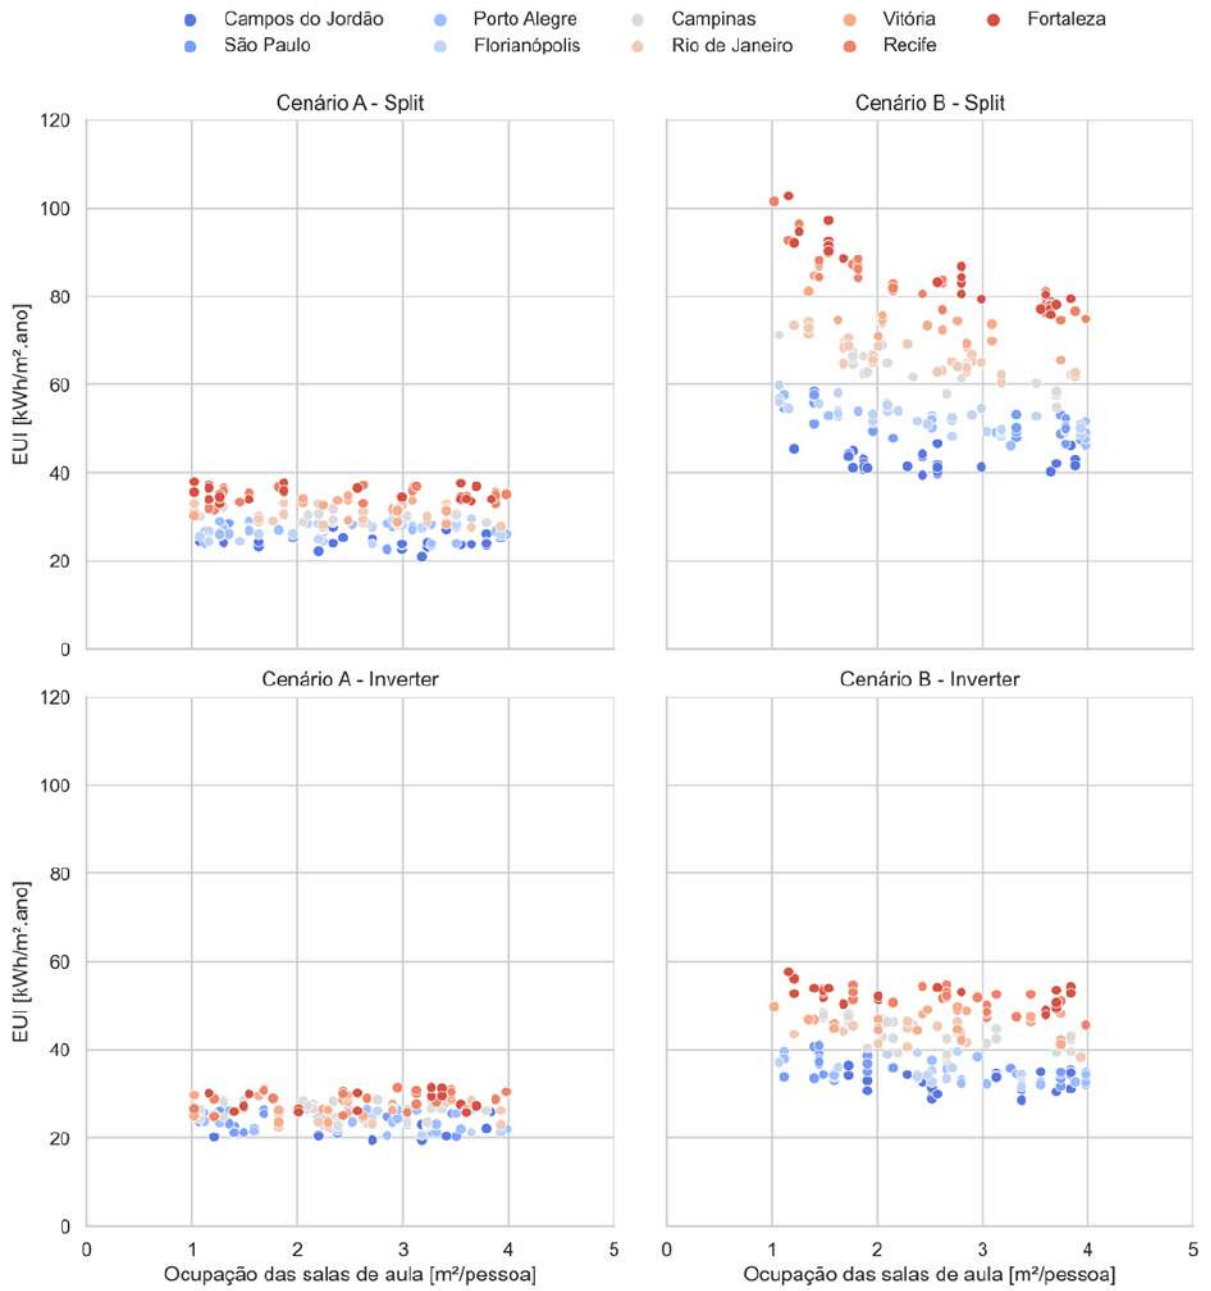 Campos do Jordão Porto Alegre Campinas Vitória Fortaleza
São Paulo Florianópolis Rio de Janeiro Recife
Cenário A - Split Cenário B - Split
120
100
80
60
40
20
0
EUI [kWh/m².ano]
Cenário A - Inverter Cenário B - Inverter
120
100
80
60
40
20
0
EUI [kWh/m².ano]
0 1 2 3 4 5 0 1 2 3 4 5
Ocupação das salas de aula [m²/pessoa] Ocupação das salas de aula [m²/pessoa]